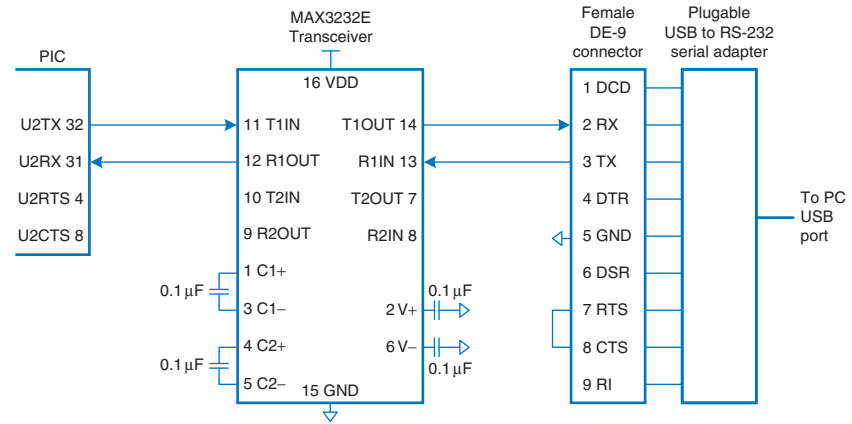 MAX3232E
Transceiver
Female
DE-9
connector
Plugable
USB to RS-232
serial adapter
PIC
16 VDD
1 DCD
U2TX 32
11 T1IN
T1OUT 14
2 RX
U2RX 31
12 R1OUT
R1IN 13
3 TX
U2RTS 4
10 T2IN
T2OUT 7
4 DTR
To PC
USB
port
U2CTS 8
9 R2OUT
R2IN 8
5 GND
1 C1+
6 DSR
0.1 μF
0.1 μF
3 C1−
2 V+
7 RTS
4 C2+
6 V−
8 CTS
0.1 μF
0.1 μF
5 C2−
15 GND
9 RI